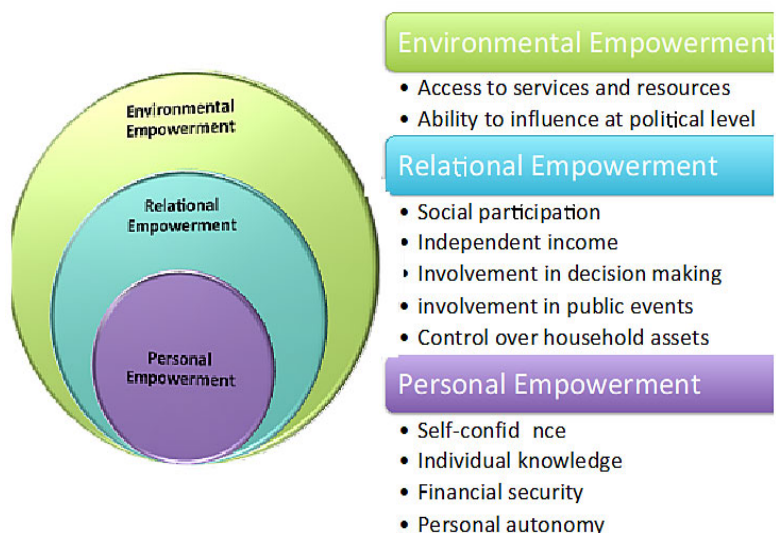 Environmental
Empowerment
Relational
Empowerment
Personal
Empowerment
Environmental Empowerment
• Access to services and resources
• Ability to influence at political level
Relational Empowerment
• Social participation
• Independent income
• Involvement in decision making
• involvement in public events
• Control over household assets
Personal Empowerment
• Self-confid nce
• Individual knowledge
• Financial security
• Personal autonomy